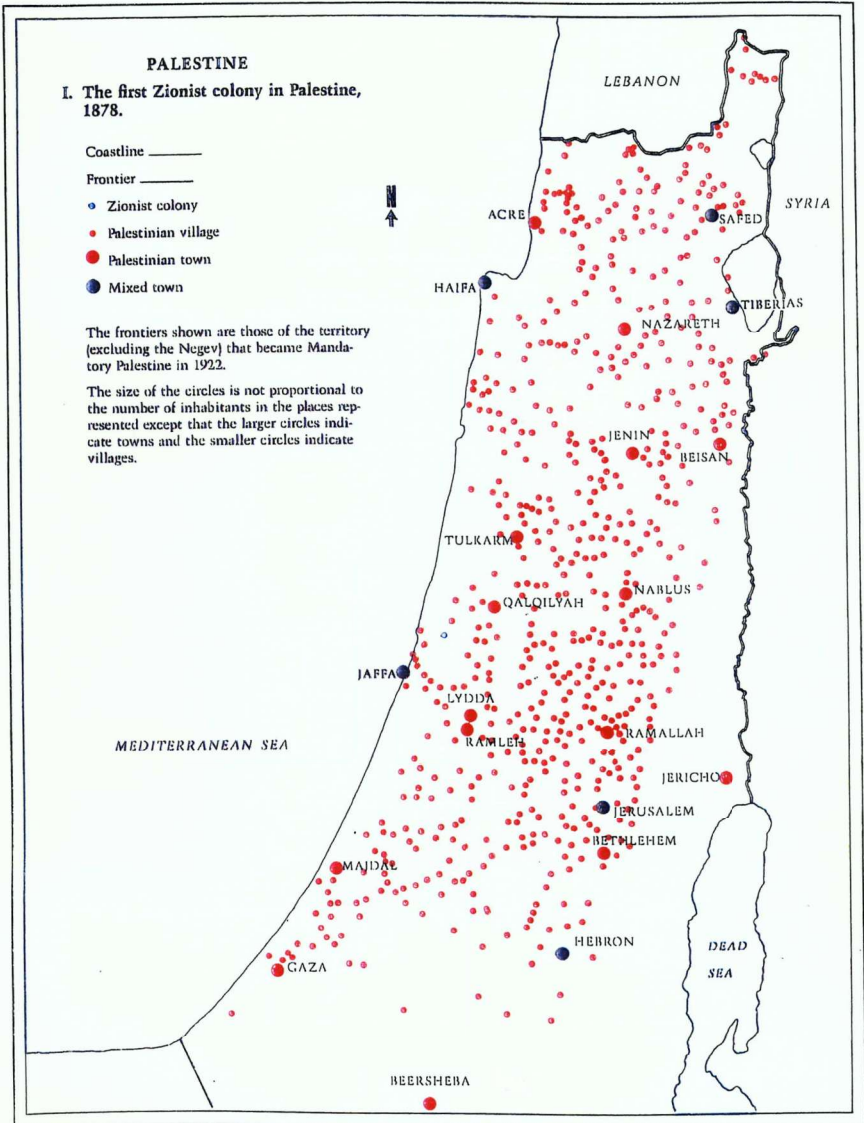 PALESTINE
I. The first Zionist colony in Palestine,
1878.
Coastline
Frontier
Zionist colony
Palestinian village
Palestinian town
Mixed town
The frontiers shown are those of the territory
(excluding the Negev) that became Manda-
tory Palestine in 1922.
The size of the circles is not proportional to
the number of inhabitants in the places rep-
resented except that the larger circles indi-
cate towns and the smaller circles indicate
villages.
N
LEBANON
SYRIA
ACRE
SAFED
HAIFA
TIBERIAS
NAZARETH
JENIN
BEISAN
TULKARM
NABLUS
QALQILYAH
JAFFA
LYDDA
RAMLEH
RAMALLAH
MEDITERRANEAN SEA
JERICHO
JERUSALEM
BETHLEHEM
MAJDAL
HEBRON
DEAD
SEA
GAZA
BEERSHEBA